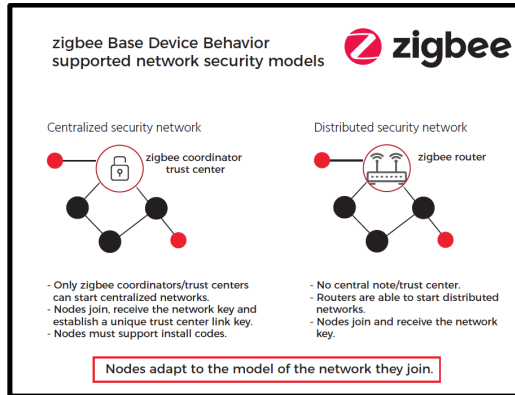 zigbee Base Device Behavior
supported network security models
zigbee
Centralized security network
zigbee coordinator
trust center
- Only zigbee coordinators/trust centers
can start centralized networks.
- Nodes join, receive the network key and
establish a unique trust center link key.
- Nodes must support install codes.
Distributed security network
zigbee router
- No central note/trust center.
- Routers are able to start distributed
networks.
- Nodes join and receive the network
key.
Nodes adapt to the model of the network they join.